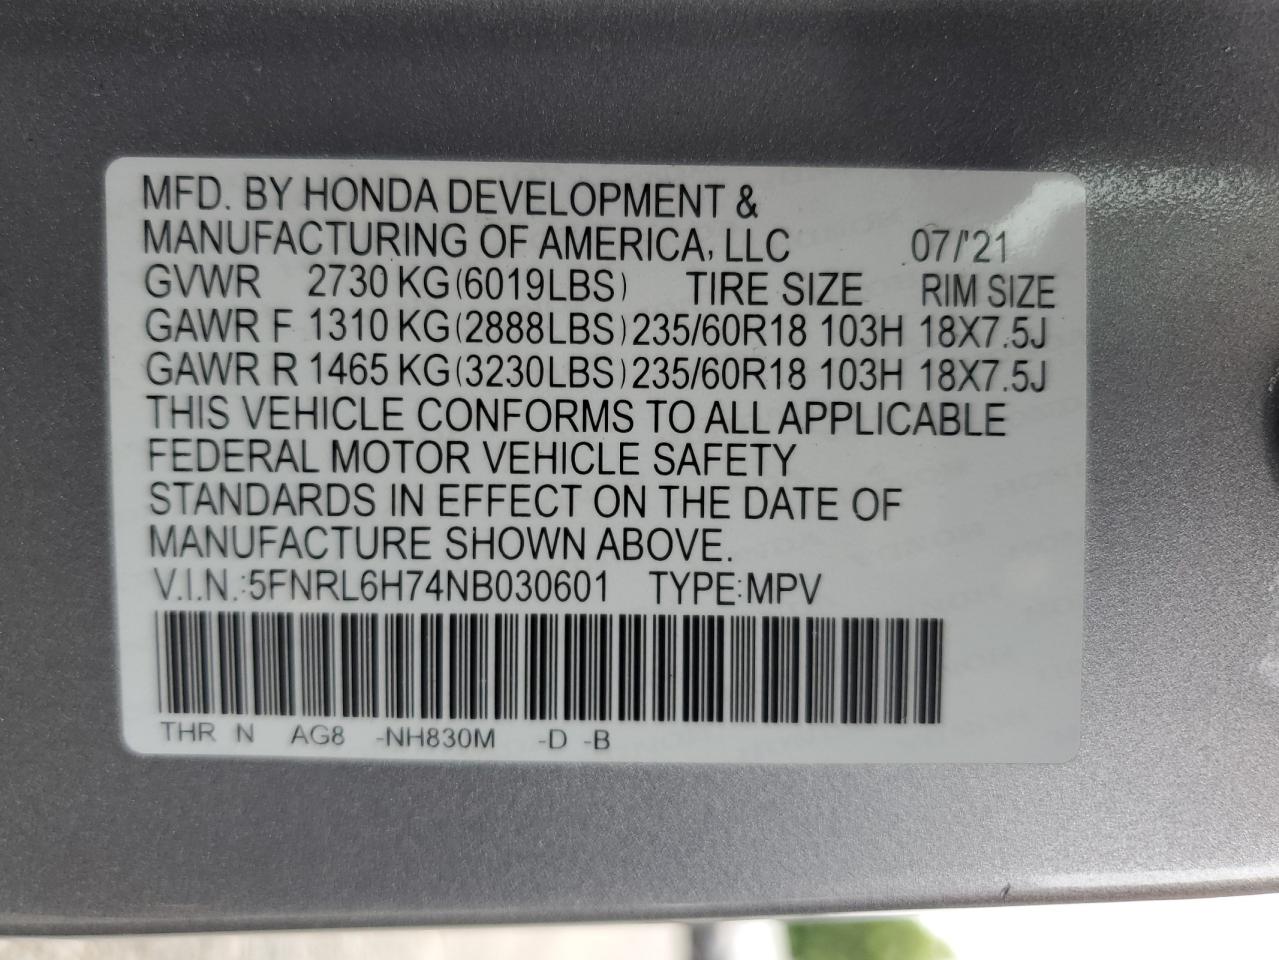 MFD. BY HONDA DEVELOPMENT &
MANUFACTURING OF AMERICA, LLC 07/'21
GVWR 2730 KG(6019LBS) TIRE SIZE RIM SIZE
GAWR F 1310 KG(2888LBS)235/60R18 103H 18X7.5J
GAWR R 1465 KG(3230LBS)235/60R18 103H 18X7.5J
THIS VEHICLE CONFORMS TO ALL APPLICABLE
FEDERAL MOTOR VEHICLE SAFETY
STANDARDS IN EFFECT ON THE DATE OF
MANUFACTURE SHOWN ABOVE.
V.I.N.:5FNRL6H74NB030601 TYPE:MPV
THR N AG8 -NH830M -D -B